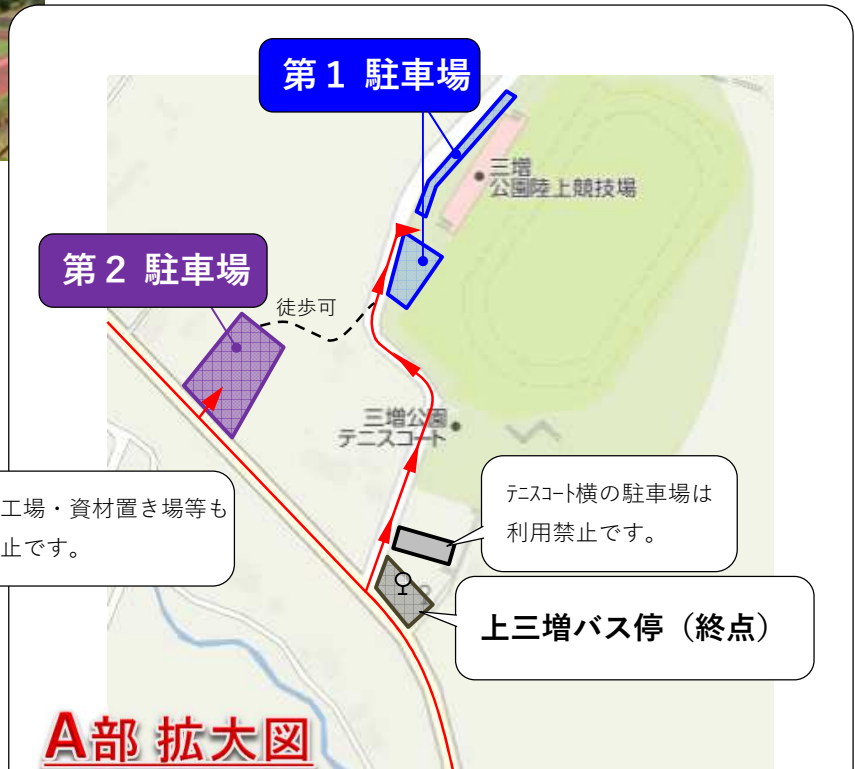 第１ 駐車場
三増
公園陸上競技場
第２ 駐車場
徒歩可
三増公園
テニスコート
工場・資材置き場等も
止です。
ﾃﾆｽｺｰﾄ横の駐車場は
利用禁止です。
上三増バス停（終点）
A部 拡大図